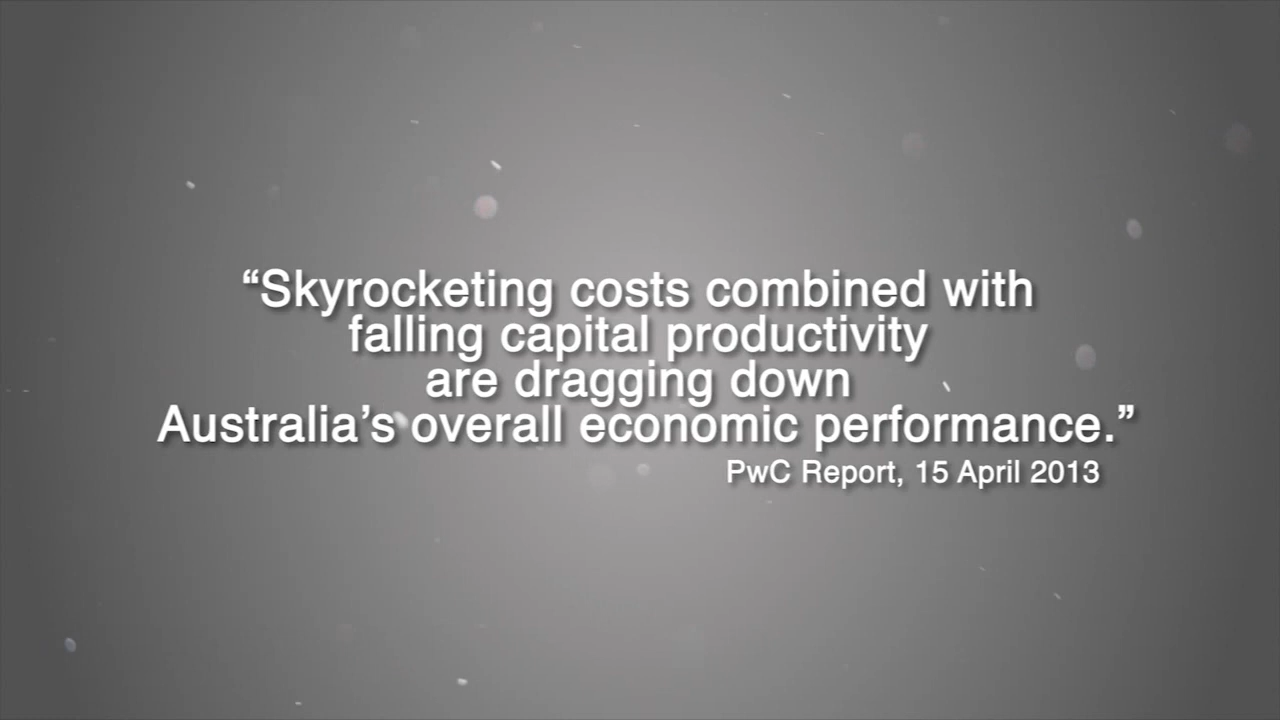 “Skyrocketing costs combined with
falling capital productivity
are dragging down
Australia’s overall economic performance.”
PwC Report, 15 April 2013